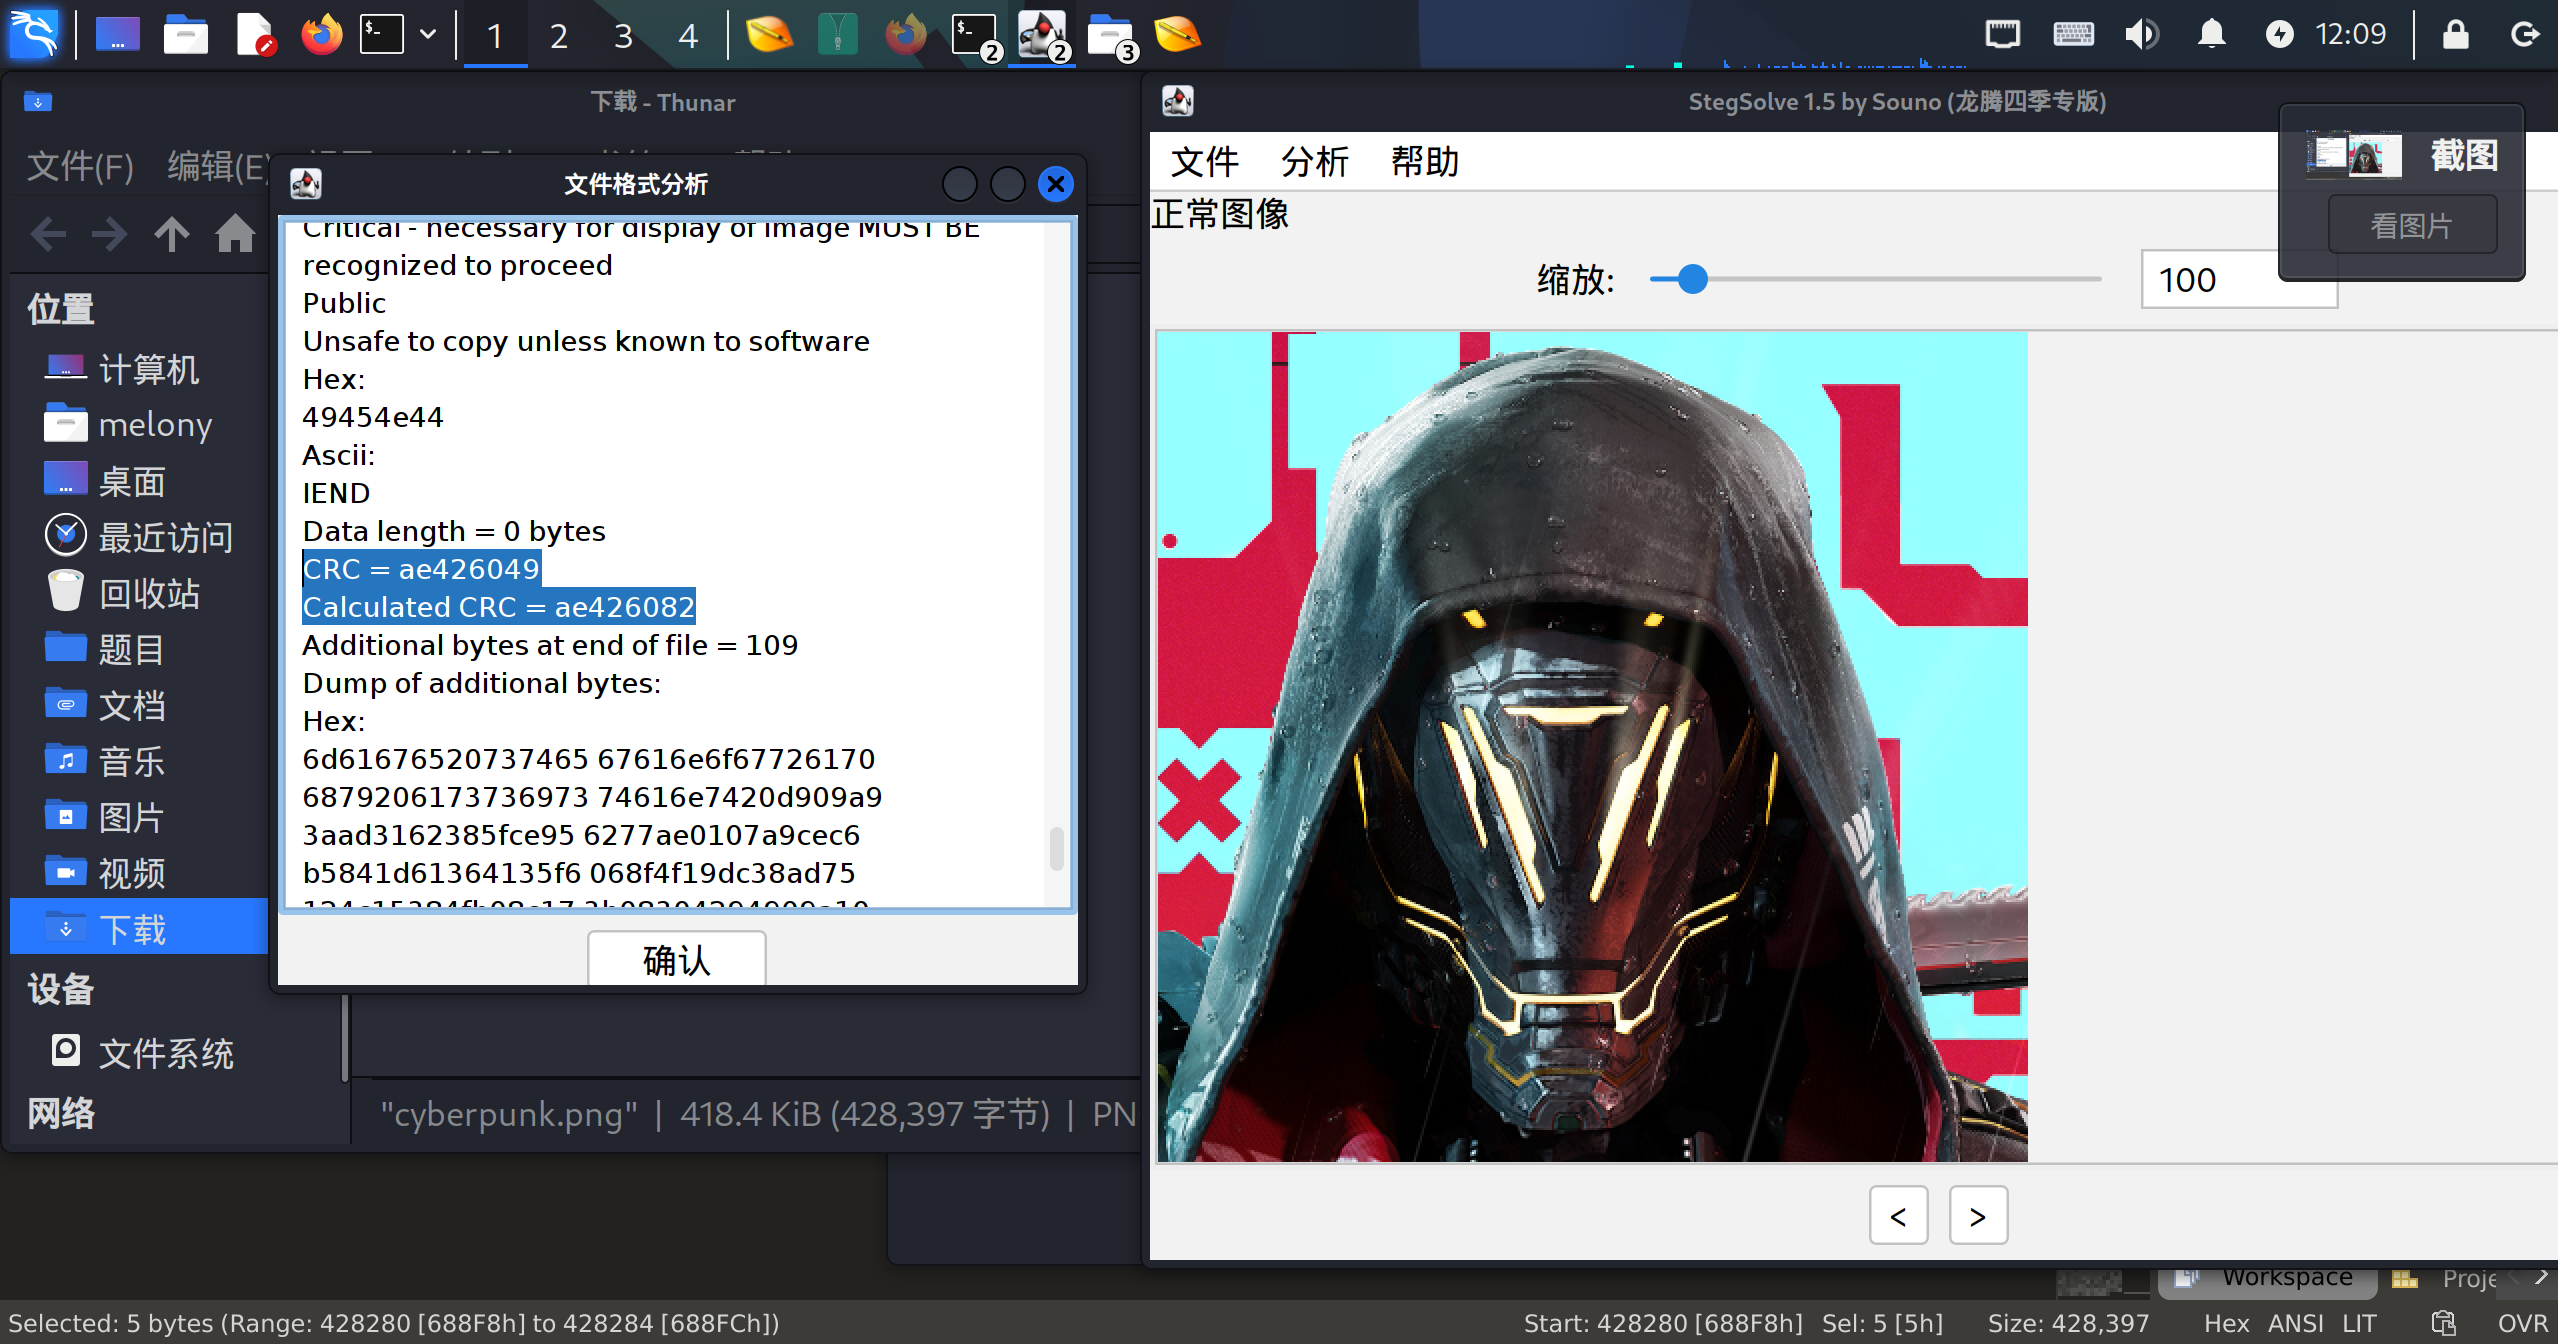 1 2 3 4
2 2 3
12:09
下载 - Thunar
文件(F) 编辑(E)
位置
计算机
melony
桌面
最近访问
回收站
题目
文档
音乐
图片
视频
下载
设备
文件系统
网络
"cyberpunk.png" | 418.4 KiB (428,397 字节) | PN
文件格式分析
Critical - necessary for display of image MUST BE
recognized to proceed
Public
Unsafe to copy unless known to software
Hex:
49454e44
Ascii:
IEND
Data length = 0 bytes
CRC = ae426049
Calculated CRC = ae426082
Additional bytes at end of file = 109
Dump of additional bytes:
Hex:
6d61676520737465 67616e6f67726170
6879206173736973 74616e7420d909a9
3aad3162385fce95 6277ae0107a9cec6
b5841d61364135f6 068f4f19dc38ad75
确认
StegSolve 1.5 by Souno (龙腾四季专版)
文件 分析 帮助
正常图像
缩放: 100
截图
看图片
< >
Workspace Proje
Selected: 5 bytes (Range: 428280 [688F8h] to 428284 [688FCh]) Start: 428280 [688F8h] Sel: 5 [5h] Size: 428,397 Hex ANSI LIT OVR